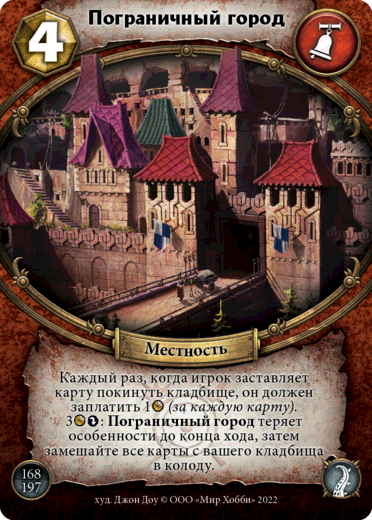 Пограничный город
4
Местность
Каждый раз, когда игрок заставляет
карту покинуть кладбище, он должен
заплатить 1 (за каждую карту).
3 : Пограничный город теряет
особенности до конца хода, затем
замешайте все карты с вашего кладбища
в колоду.
168
197
худ. Джон Доу © ООО «Мир Хобби» 2022